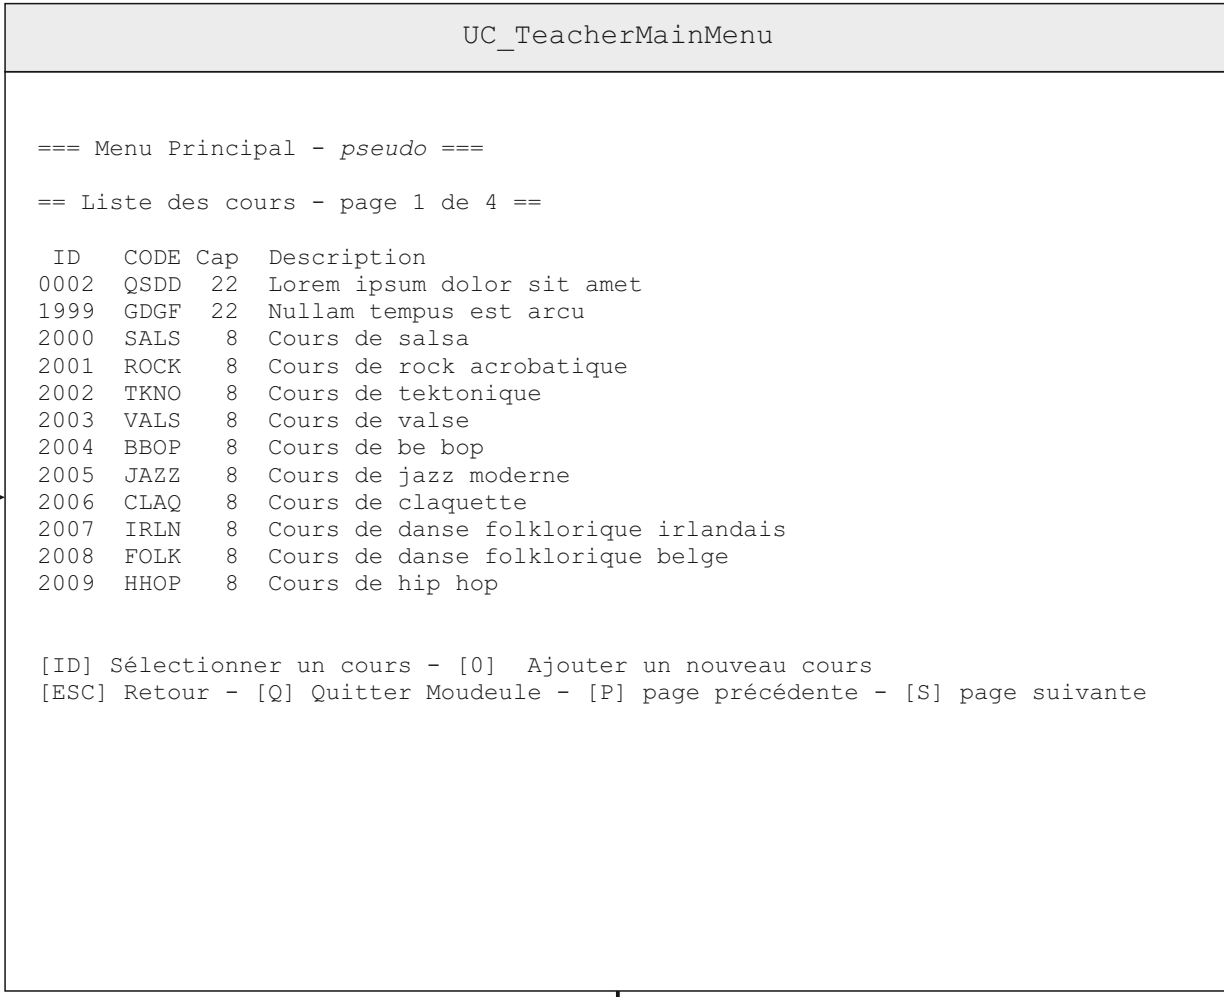 UC_TeacherMainMenu
=== Menu Principal - pseudo ===
== Liste des cours - page 1 de 4 ==
ID CODE Cap Description
0002 QSDD 22 Lorem ipsum dolor sit amet
1999 GDGF 22 Nullam tempus est arcu
2000 SALS 8 Cours de salsa
2001 ROCK 8 Cours de rock acrobatique
2002 TKNO 8 Cours de tektonique
2003 VALS 8 Cours de valse
2004 BBOP 8 Cours de be bop
2005 JAZZ 8 Cours de jazz moderne
2006 CLAQ 8 Cours de claquette
2007 IRLN 8 Cours de danse folklorique irlandais
2008 FOLK 8 Cours de danse folklorique belge
2009 HHOP 8 Cours de hip hop
[ID] Sélectionner un cours - [0] Ajouter un nouveau cours
[ESC] Retour - [Q] Quitter Moudeule - [P] page précédente - [S] page suivante